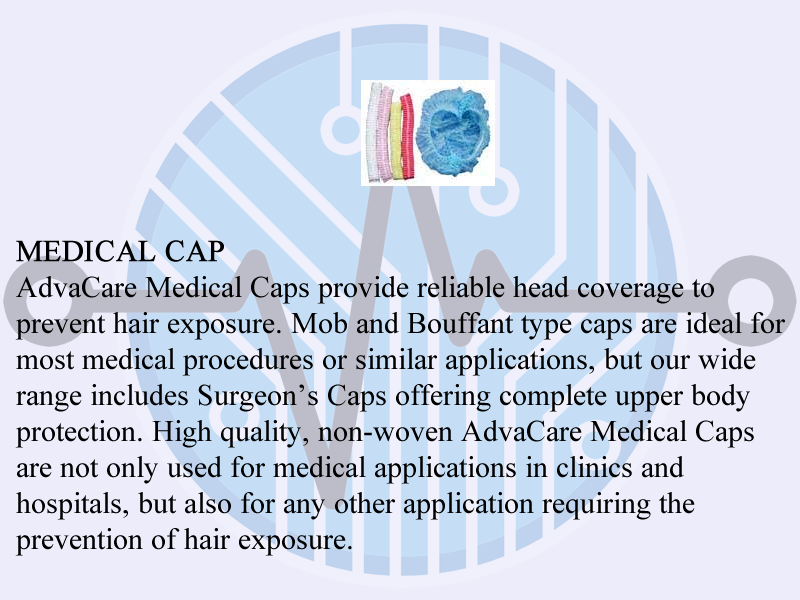 MEDICAL CAP
AdvaCare Medical Caps provide reliable head coverage to
prevent hair exposure. Mob and Bouffant type caps are ideal for
most medical procedures or similar applications, but our wide
range includes Surgeon’s Caps offering complete upper body
protection. High quality, non-woven AdvaCare Medical Caps
are not only used for medical applications in clinics and
hospitals, but also for any other application requiring the
prevention of hair exposure.